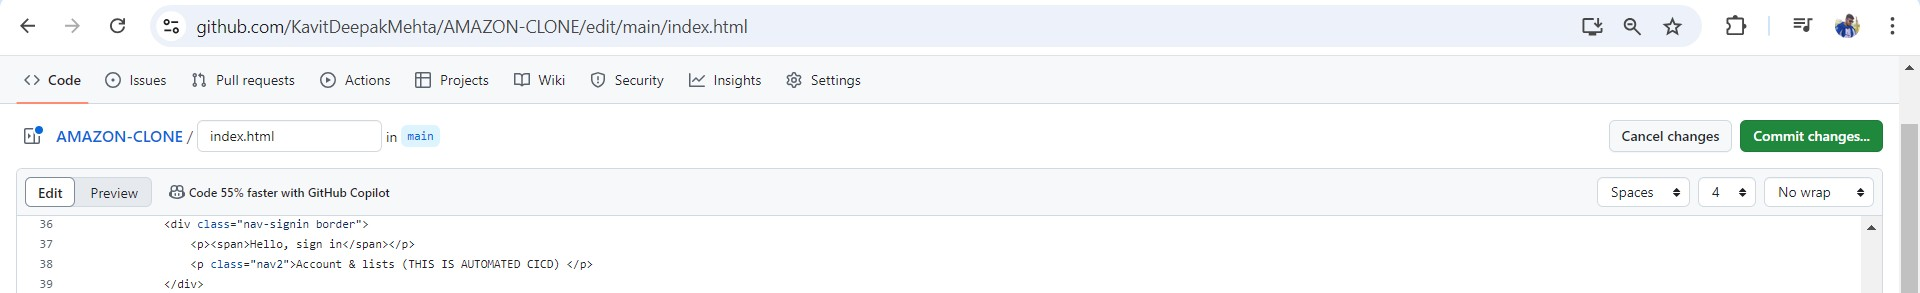 github.com/KavitDeepakMehta/AMAZON-CLONE/edit/main/index.html
Code Issues Pull requests Actions Projects Wiki Security Insights Settings
AMAZON-CLONE / index.html in main Cancel changes Commit changes...
Edit Preview Code 55% faster with GitHub Copilot Spaces 4 No wrap
36 <div class="nav-signin border">
37 <p><span>Hello, sign in</span></p>
38 <p class="nav2">Account & lists (THIS IS AUTOMATED CICD) </p>
39 </div>